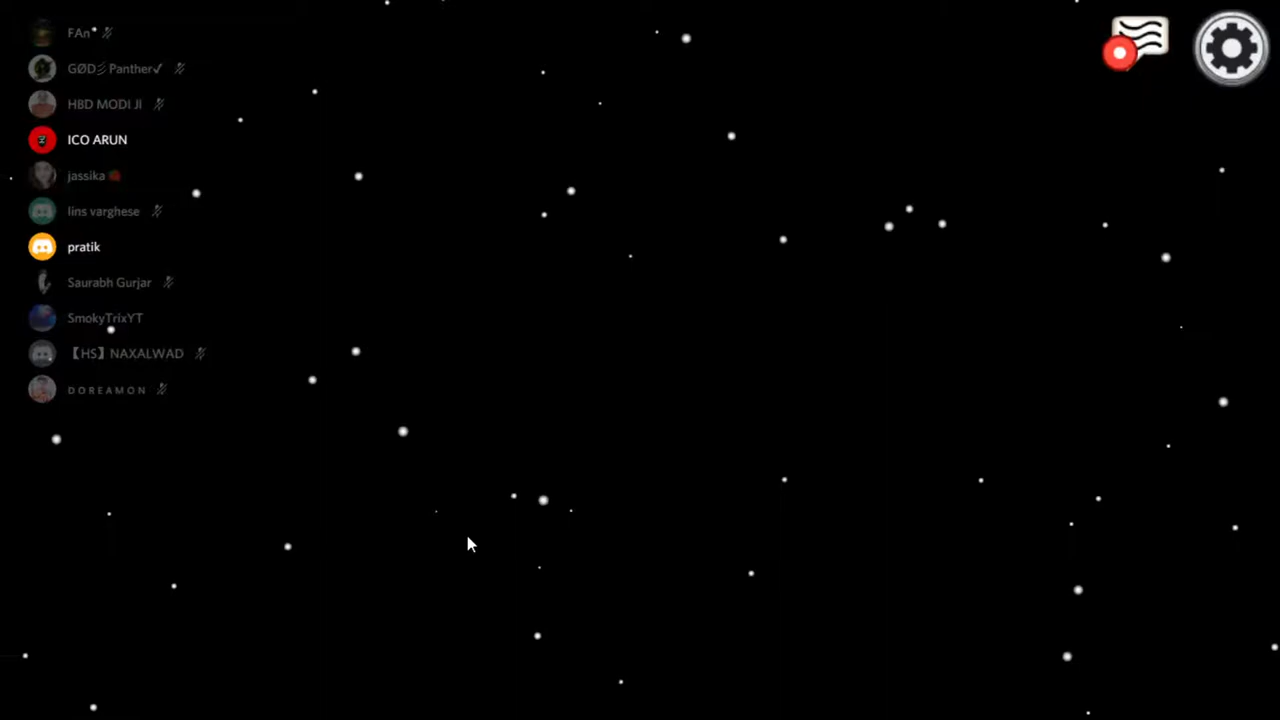 FAn
GØD彡Panther✓
HBD MODI JI
ICO ARUN
jassika
lins varghese
pratik
Saurabh Gurjar
SmokyTrixYT
【HS】NAXALWAD
ᴅᴏʀᴇᴀᴍᴏɴ